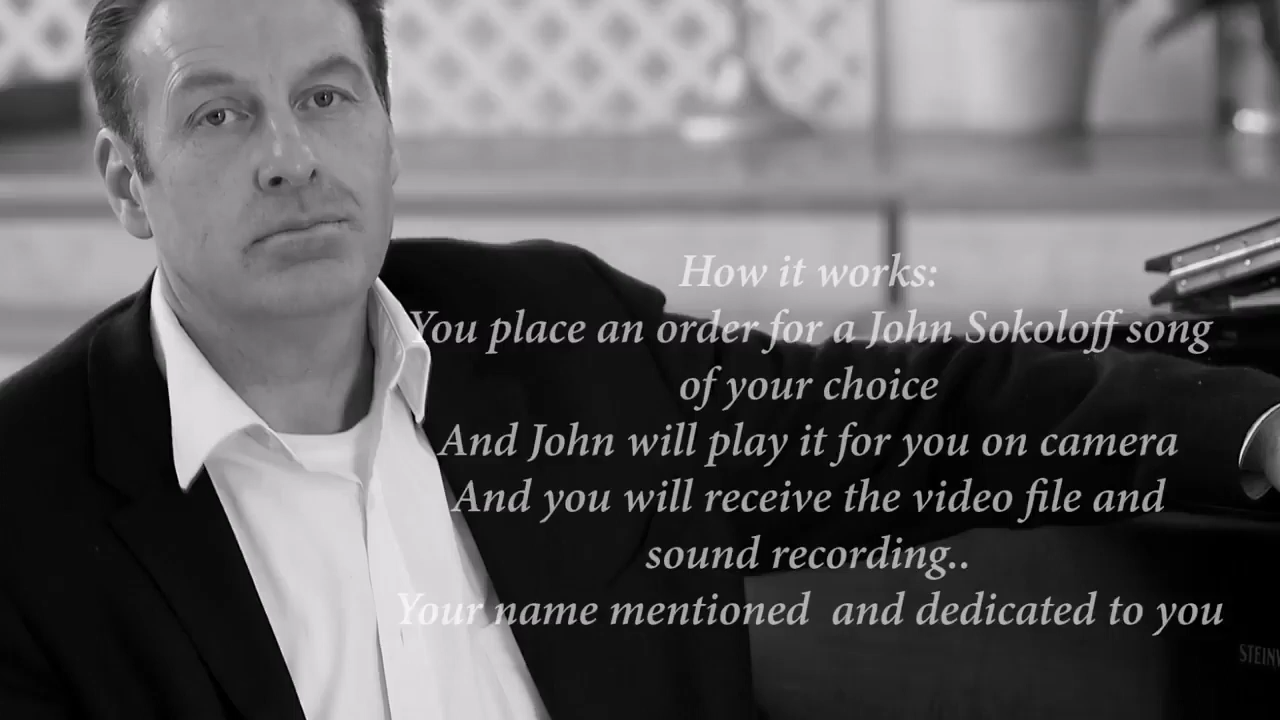 How it works:
You place an order for a John Sokoloff song
of your choice
And John will play it for you on camera
And you will receive the video file and
sound recording..
Your name mentioned  and dedicated to you